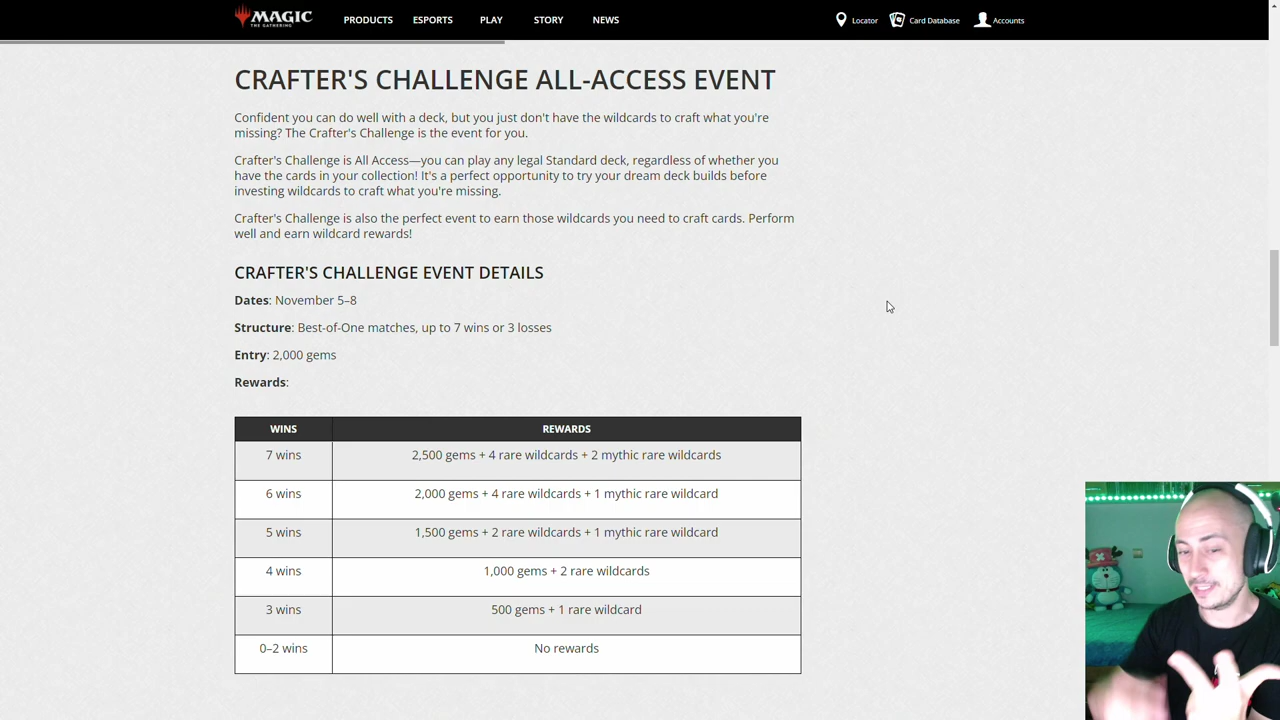 MAGIC
THE GATHERING
PRODUCTS ESPORTS PLAY STORY NEWS
Locator Card Database Accounts
CRAFTER'S CHALLENGE ALL-ACCESS EVENT
Confident you can do well with a deck, but you just don't have the wildcards to craft what you're
missing? The Crafter's Challenge is the event for you.
Crafter's Challenge is All Access—you can play any legal Standard deck, regardless of whether you
have the cards in your collection! It's a perfect opportunity to try your dream deck builds before
investing wildcards to craft what you're missing.
Crafter's Challenge is also the perfect event to earn those wildcards you need to craft cards. Perform
well and earn wildcard rewards!
CRAFTER'S CHALLENGE EVENT DETAILS
Dates: November 5–8
Structure: Best-of-One matches, up to 7 wins or 3 losses
Entry: 2,000 gems
Rewards:
WINS REWARDS
7 wins 2,500 gems + 4 rare wildcards + 2 mythic rare wildcards
6 wins 2,000 gems + 4 rare wildcards + 1 mythic rare wildcard
5 wins 1,500 gems + 2 rare wildcards + 1 mythic rare wildcard
4 wins 1,000 gems + 2 rare wildcards
3 wins 500 gems + 1 rare wildcard
0–2 wins No rewards